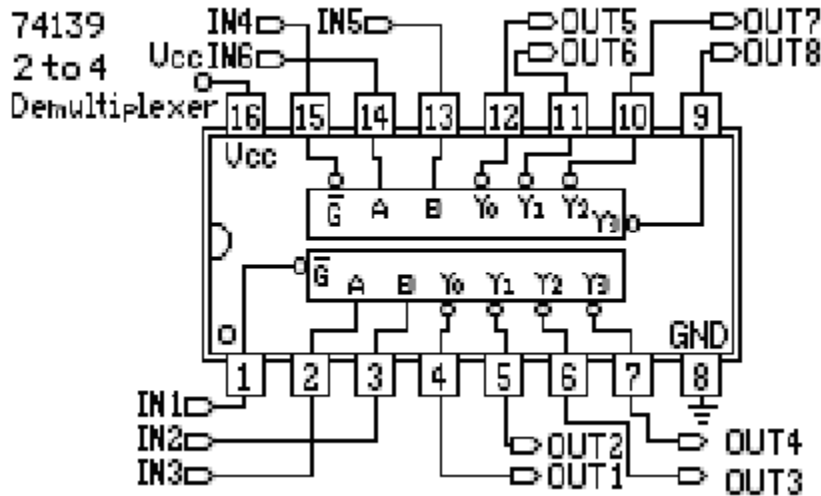 74139
2 to 4
Demultiplexer
IN4 IN5 OUT5 OUT7
Vcc IN6 OUT6 OUT8
16 15 14 13 12 11 10 9
Vcc
G A B Y0 Y1 Y2 Y3
G A B Y0 Y1 Y2 Y3
GND
1 2 3 4 5 6 7 8
IN1
IN2 OUT2 OUT4
IN3 OUT1 OUT3